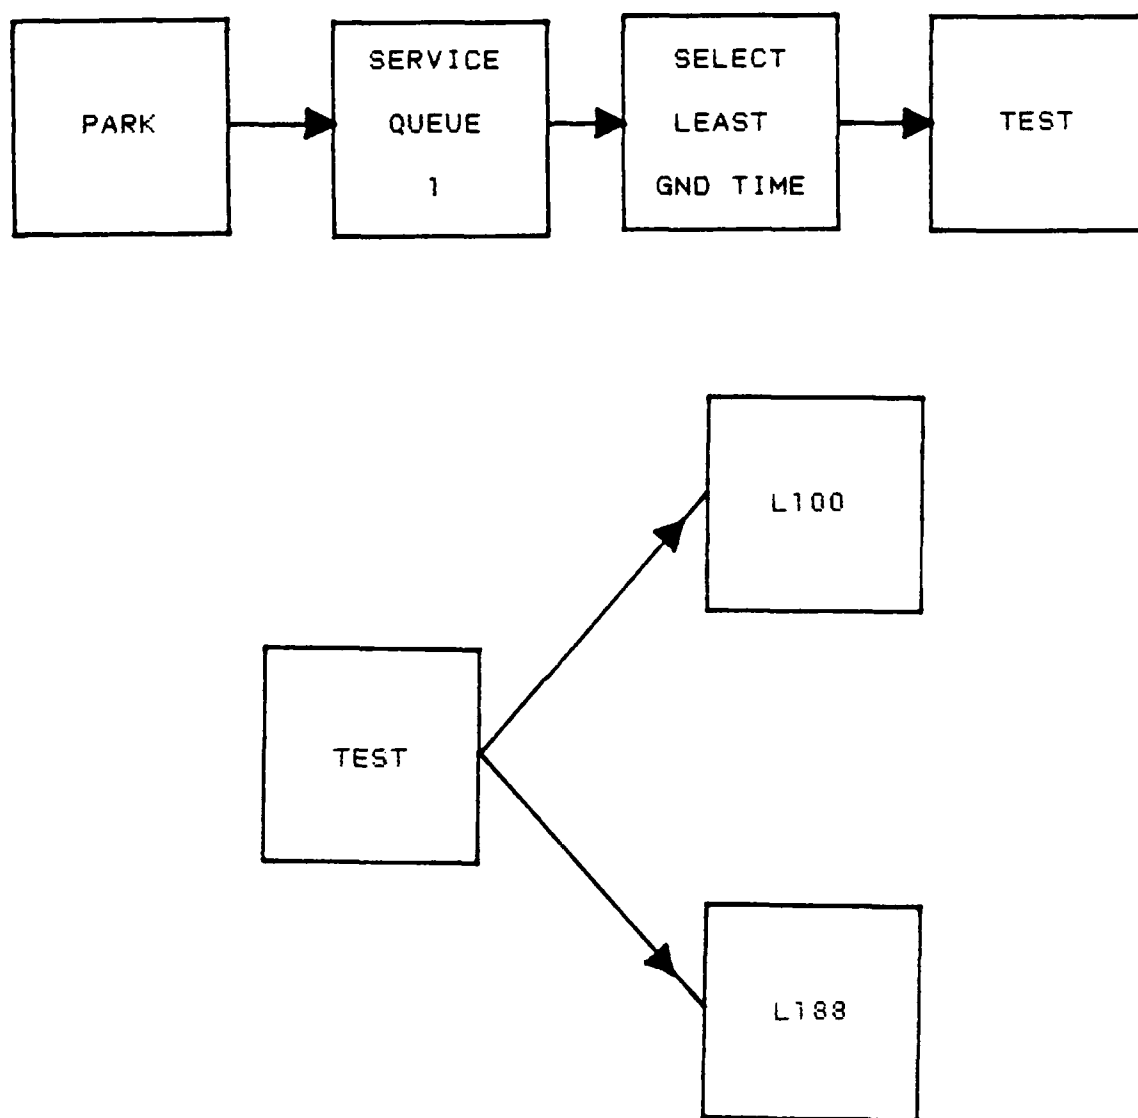 PARK
SERVICE
QUEUE
1
SELECT
LEAST
GND TIME
TEST
L100
TEST
L188